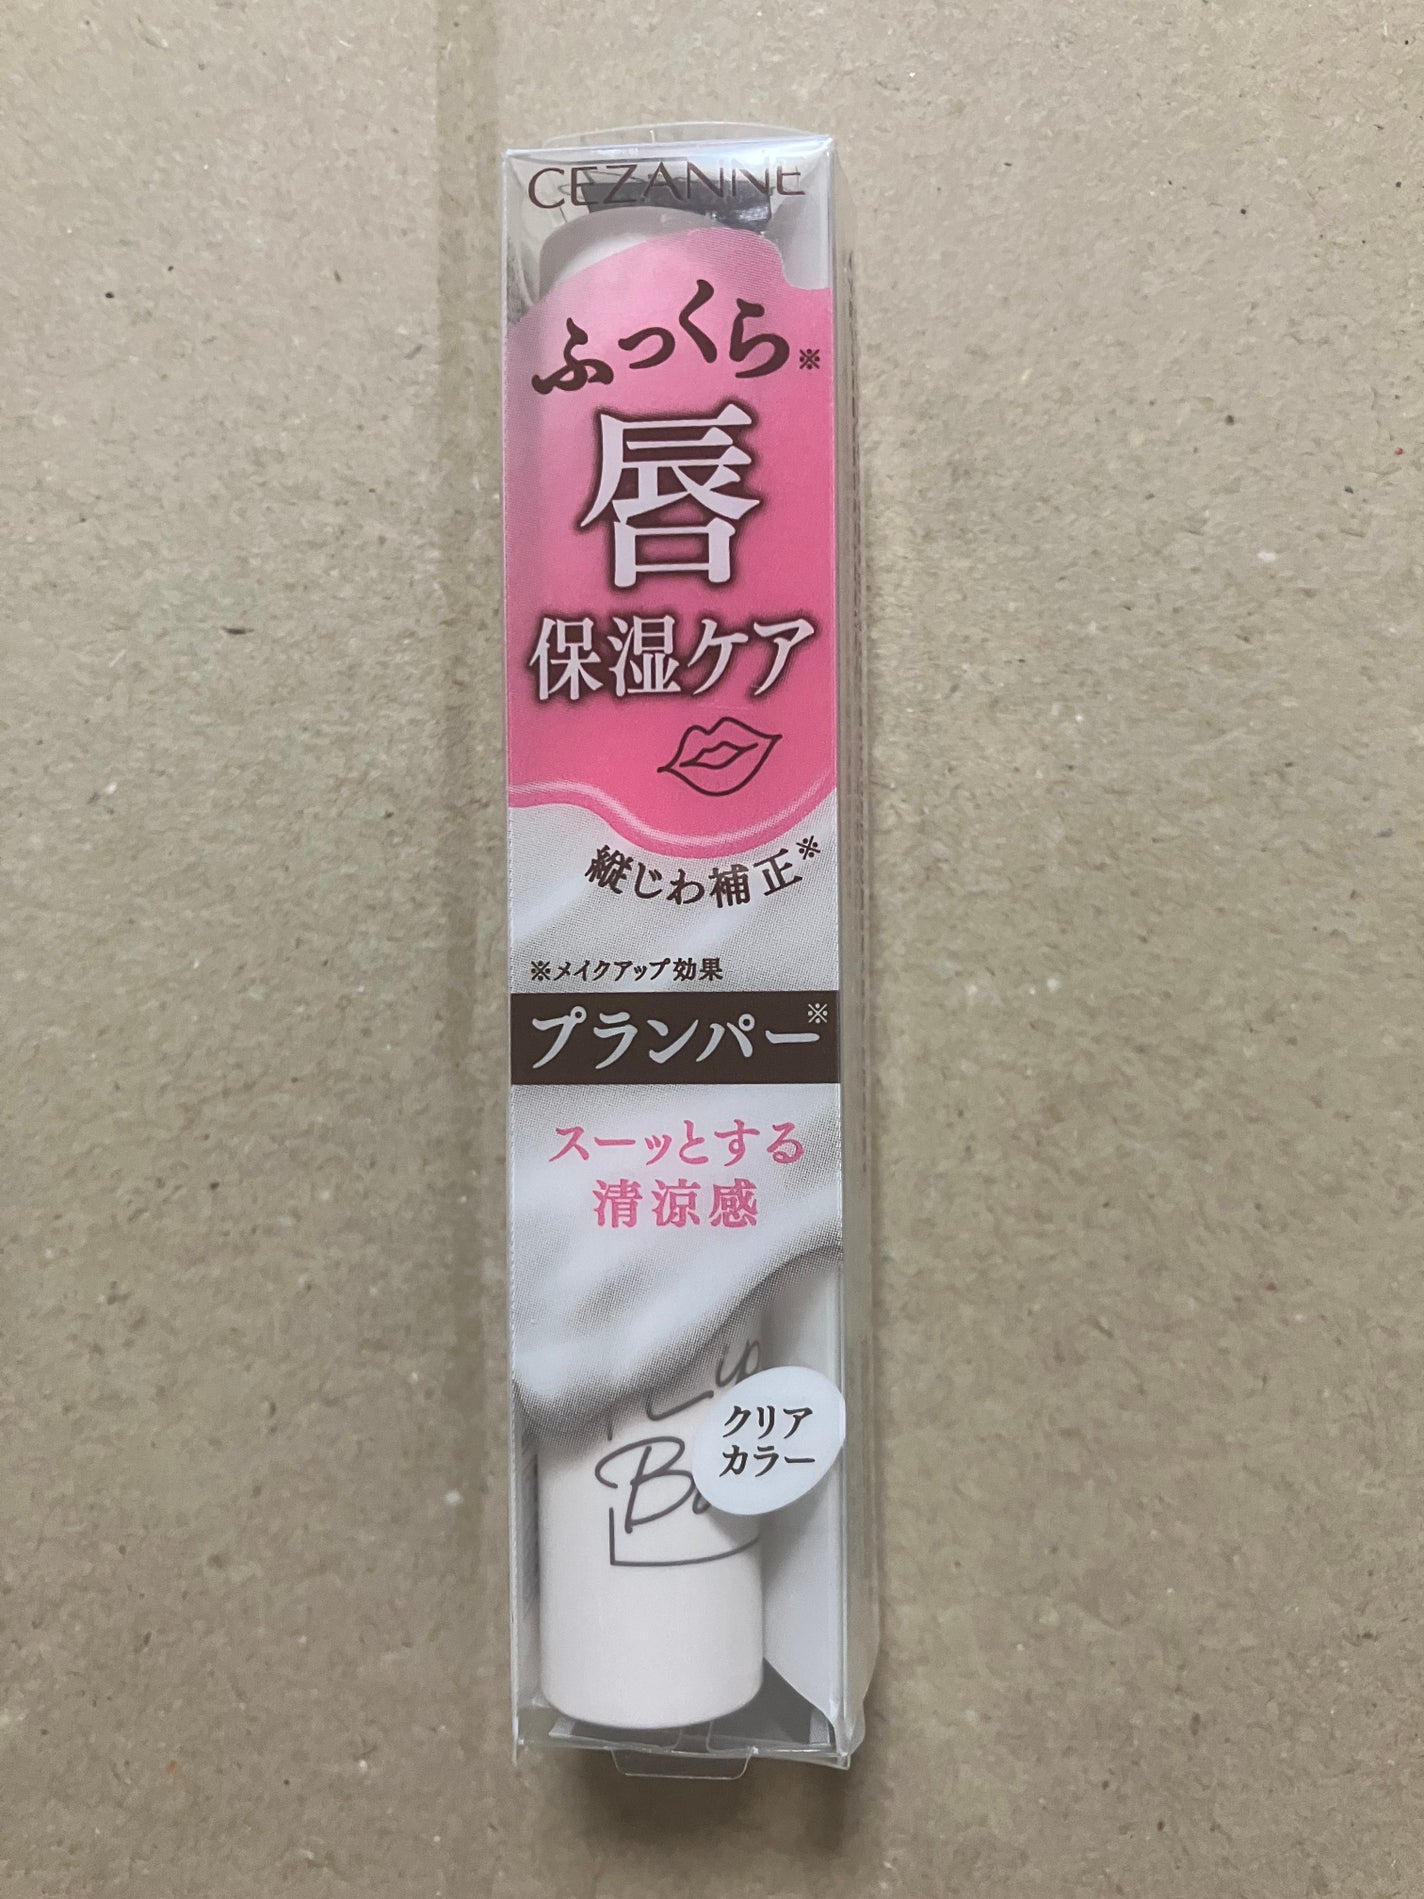 CEZANNE
ふっくら※
唇
保湿ケア
縦じわ補正※
※メイクアップ効果
プランパー※
スーッとする
清涼感
Lip
クリア
カラー